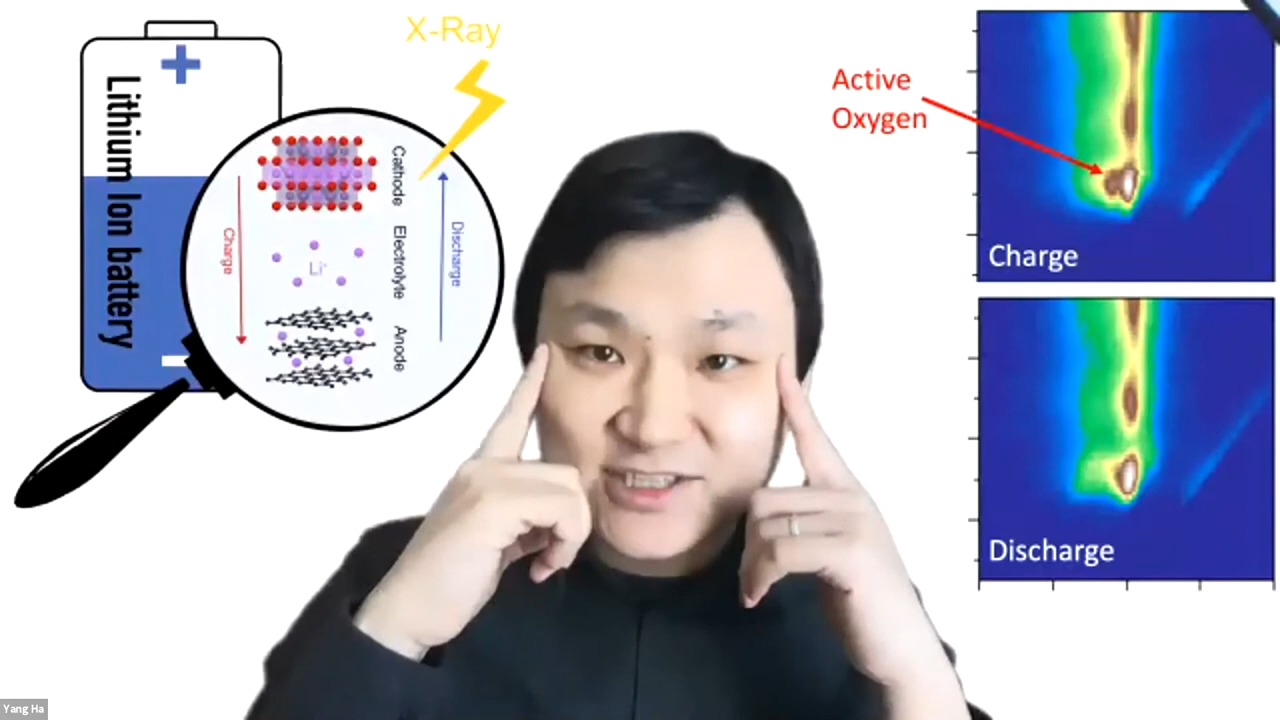 Lithium Ion battery
X-Ray
Charge
Li
Cathode
Electrolyte
Anode
Discharge
Active
Oxygen
Charge
Discharge
Yang Ha